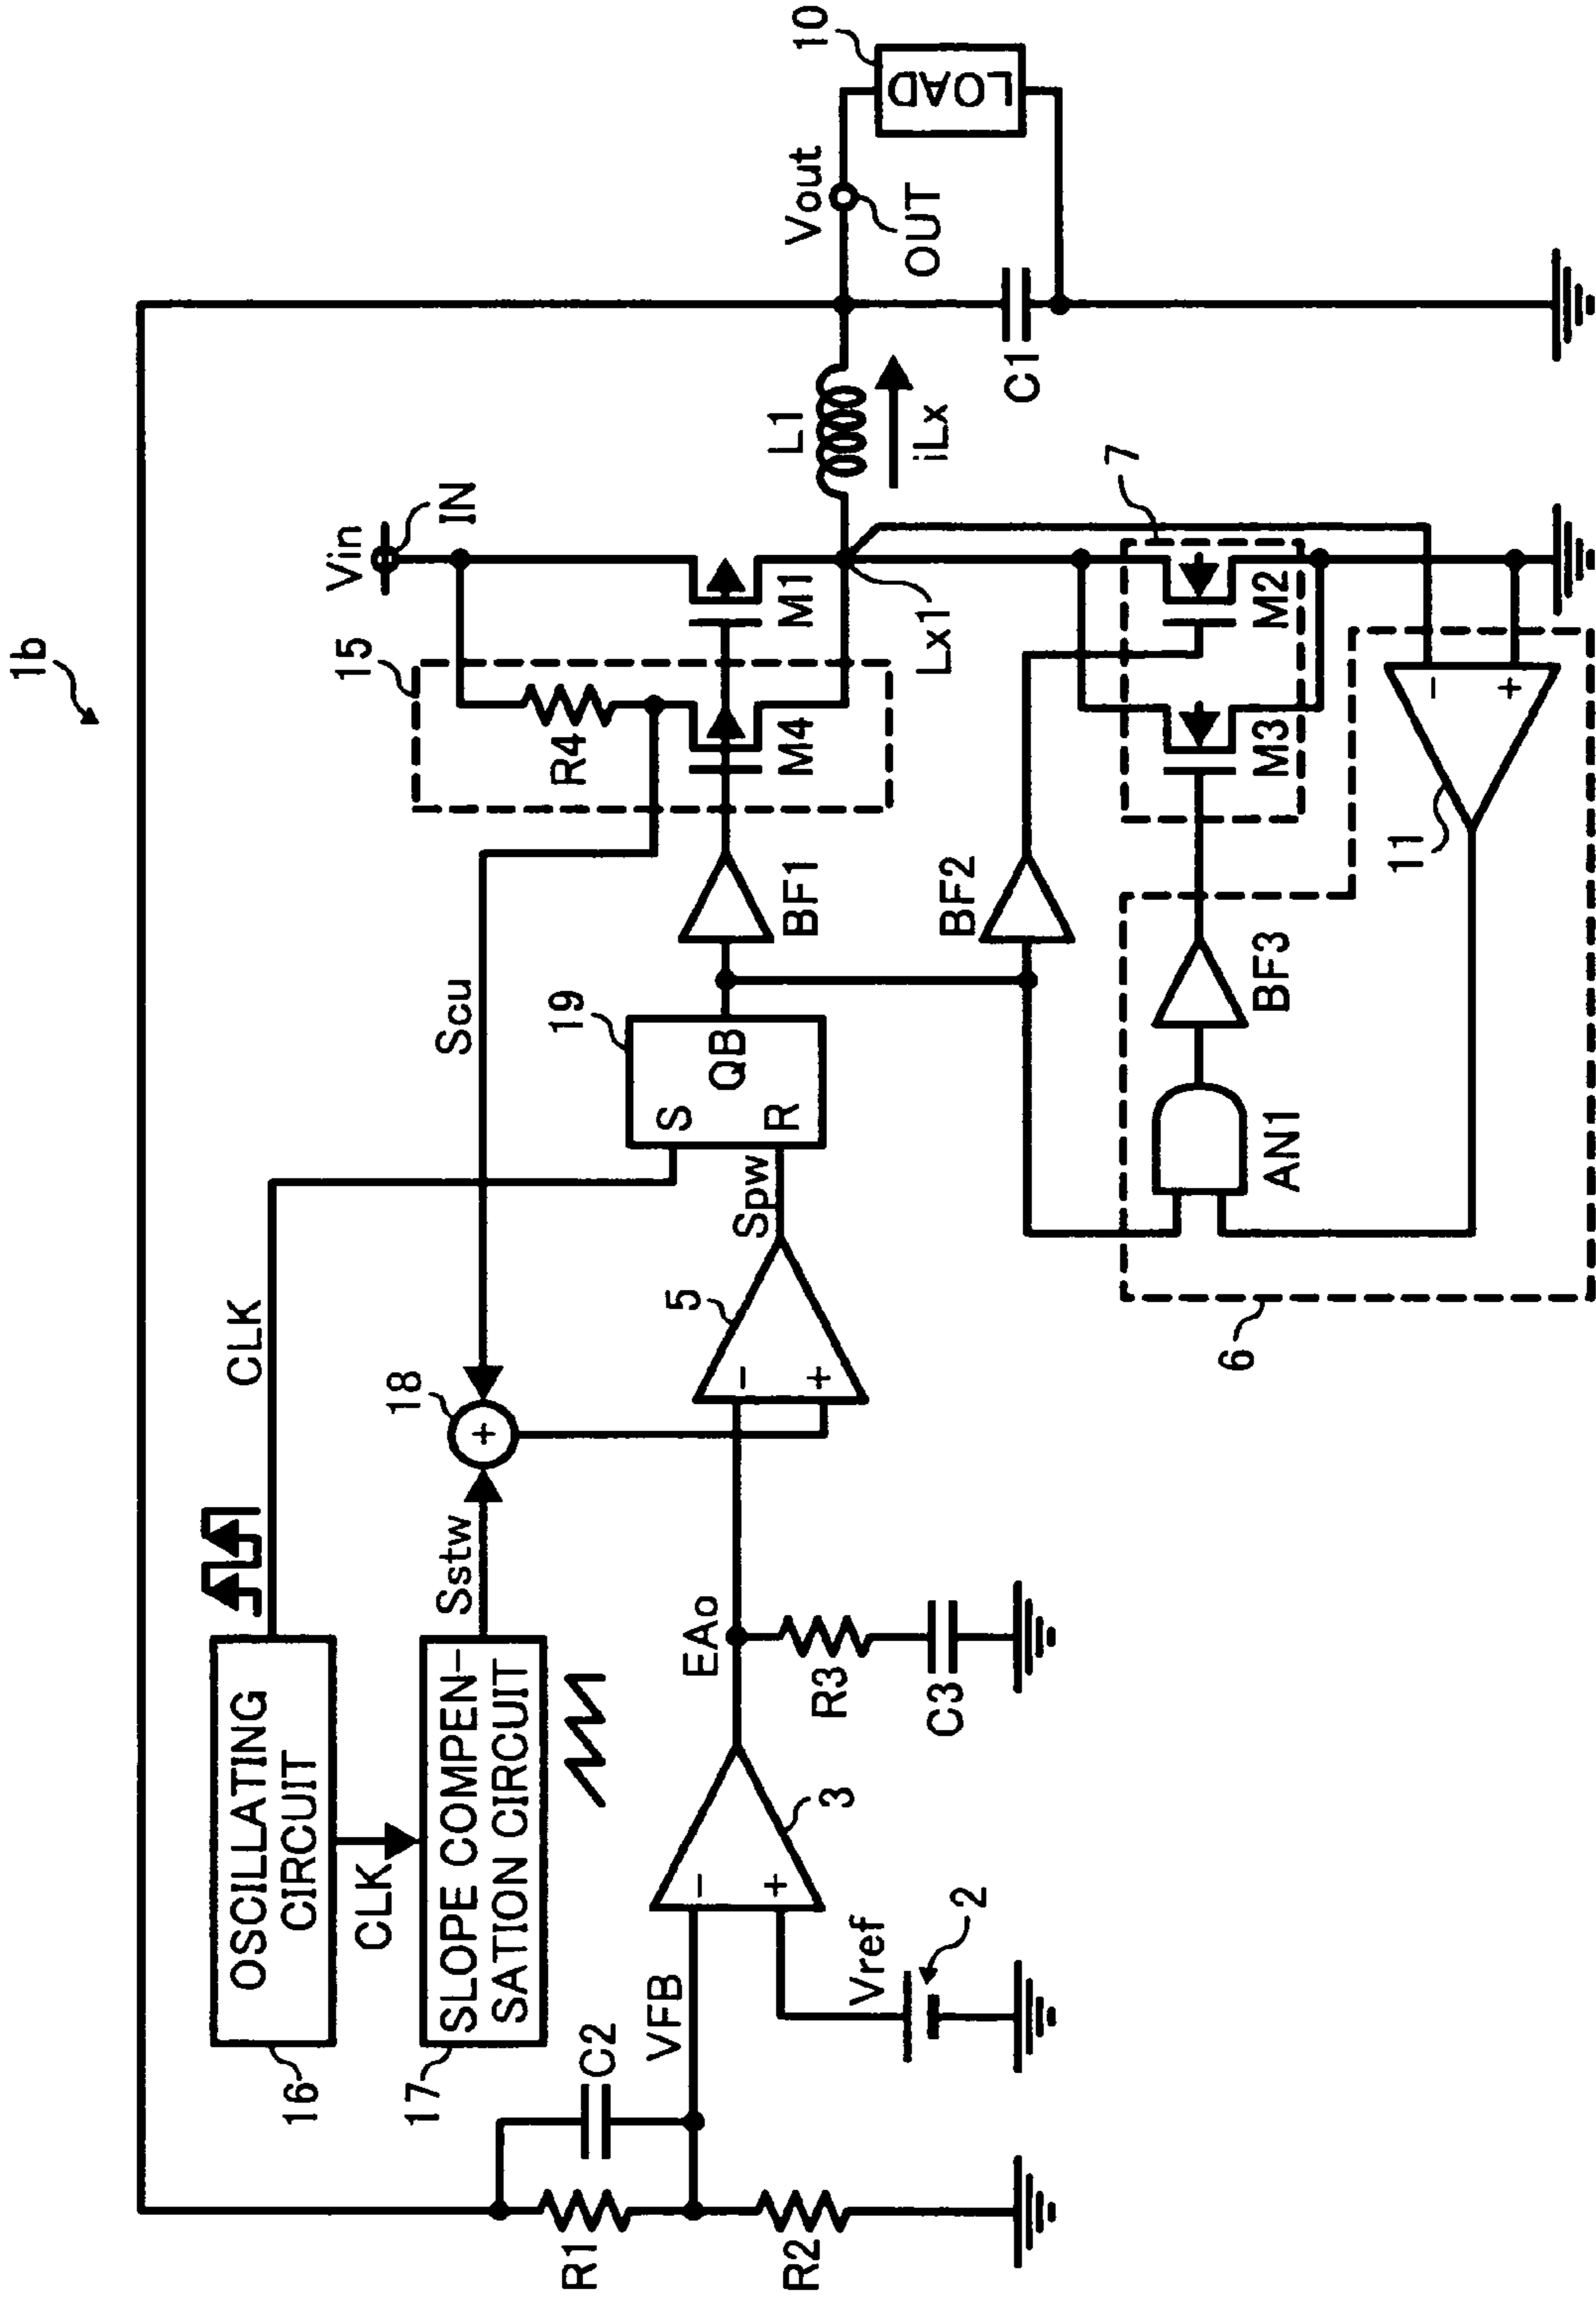 1b
OSCILLATING
CIRCUIT
16
CLK
CLK
SLOPE COMPEN-
SATION CIRCUIT
17
Sstw
18
+
Scu
15
Vin
IN
R4
M4
M1
R1
C2
R2
VFB
-
+
3
Vref
2
EAo
R3
C3
5
-
+
Spw
19
S
R
QB
BF1
BF2
Lx1
L1
iLx
Vout
OUT
10
LOAD
C1
7
M3
M2
6
AN1
BF3
11
-
+